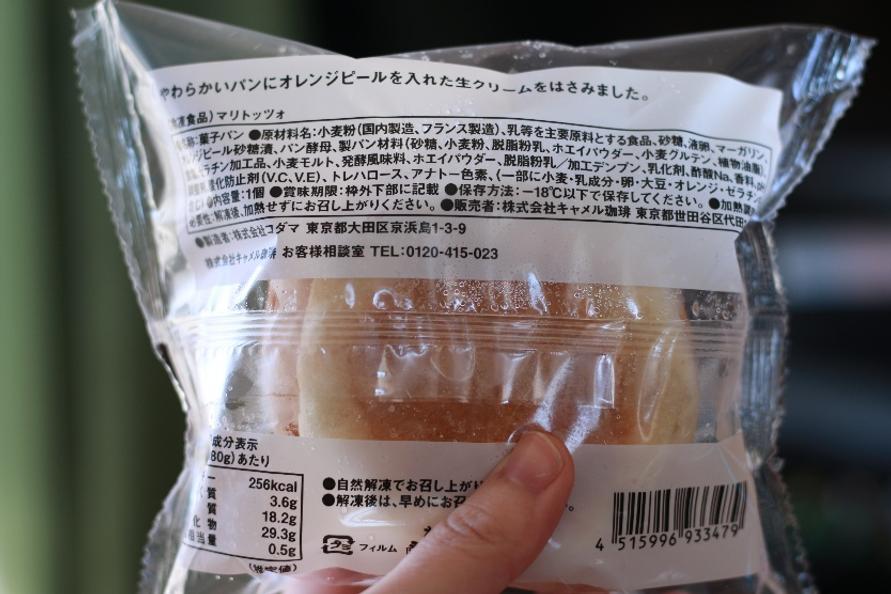 やわらかいパンにオレンジピールを入れた生クリームをはさみました。
食品）マリトッツォ
菓子パン ●原材料名：小麦粉（国内製造、フランス製造）、乳等を主要原料とする食品、砂糖、液卵、マーガリン、
ピール砂糖漬、パン酵母、製パン材料（砂糖、小麦粉、脱脂粉乳、ホエイパウダー、小麦グルテン、植物油脂）、
ゼラチン加工品、小麦モルト、発酵風味料、ホエイパウダー、脱脂粉乳／加工デンプン、乳化剤、酢酸Na、香料、
化防止剤（V.C、V.E）、トレハロース、アナトー色素、（一部に小麦・乳成分・卵・大豆・オレンジ・ゼラチン
内容量：1個 ●賞味期限：枠外下部に記載 ●保存方法：－18℃以下で保存してください。 ●加熱
必要性：解凍後、加熱せずにお召し上がりください。 ●販売者：株式会社キャメル珈琲 東京都世田谷区代田
●製造者：株式会社コダマ 東京都大田区京浜島1-3-9
株式会社キャメル珈琲 お客様相談室 TEL：0120-415-023
成分表示
80g）あたり
ー 256kcal
質 3.6g
質 18.2g
化 物 29.3g
相当量 0.5g
（推定値）
●自然解凍でお召し上が
●解凍後は、早めにお召
。
プラ フィルム
4 515996 933479